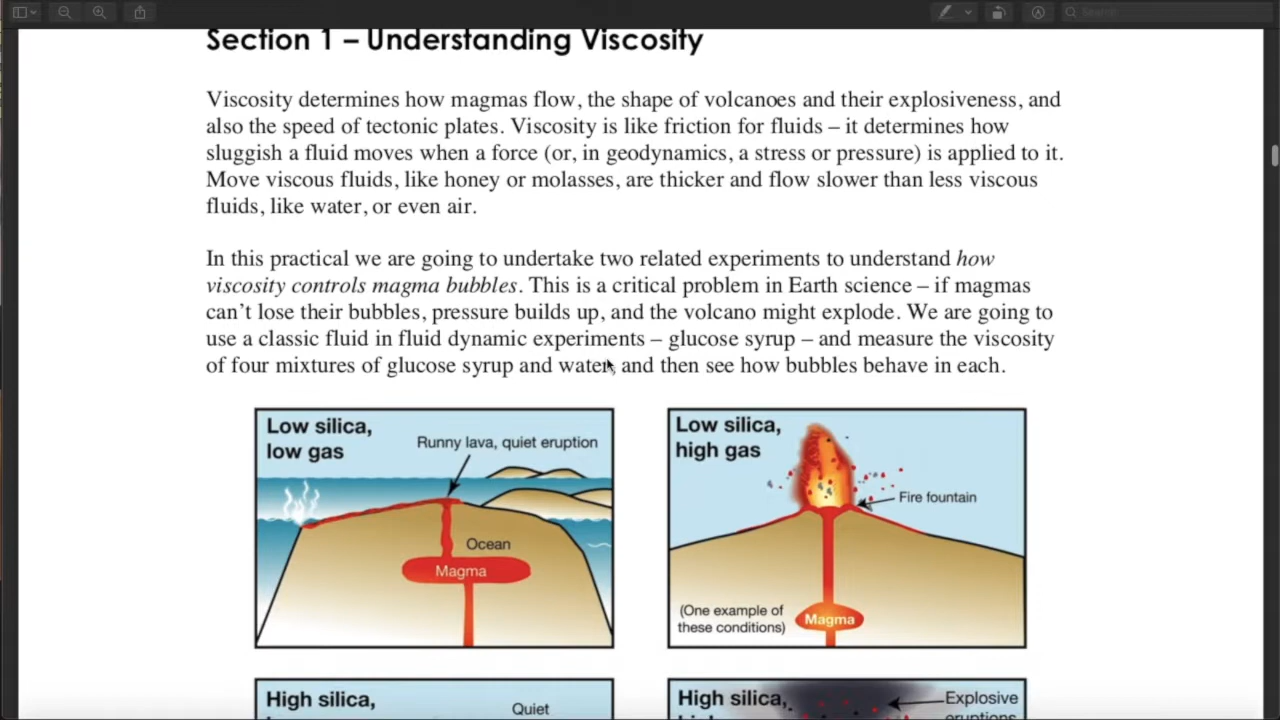 Search
Section 1 – Understanding Viscosity
Viscosity determines how magmas flow, the shape of volcanoes and their explosiveness, and
also the speed of tectonic plates. Viscosity is like friction for fluids – it determines how
sluggish a fluid moves when a force (or, in geodynamics, a stress or pressure) is applied to it.
Move viscous fluids, like honey or molasses, are thicker and flow slower than less viscous
fluids, like water, or even air.
In this practical we are going to undertake two related experiments to understand how
viscosity controls magma bubbles. This is a critical problem in Earth science – if magmas
can’t lose their bubbles, pressure builds up, and the volcano might explode. We are going to
use a classic fluid in fluid dynamic experiments – glucose syrup – and measure the viscosity
of four mixtures of glucose syrup and water, and then see how bubbles behave in each.
Low silica,
low gas
Runny lava, quiet eruption
Ocean
Magma
Low silica,
high gas
Fire fountain
(One example of
these conditions)
Magma
High silica,
Quiet
High silica,
Explosive
eruptions